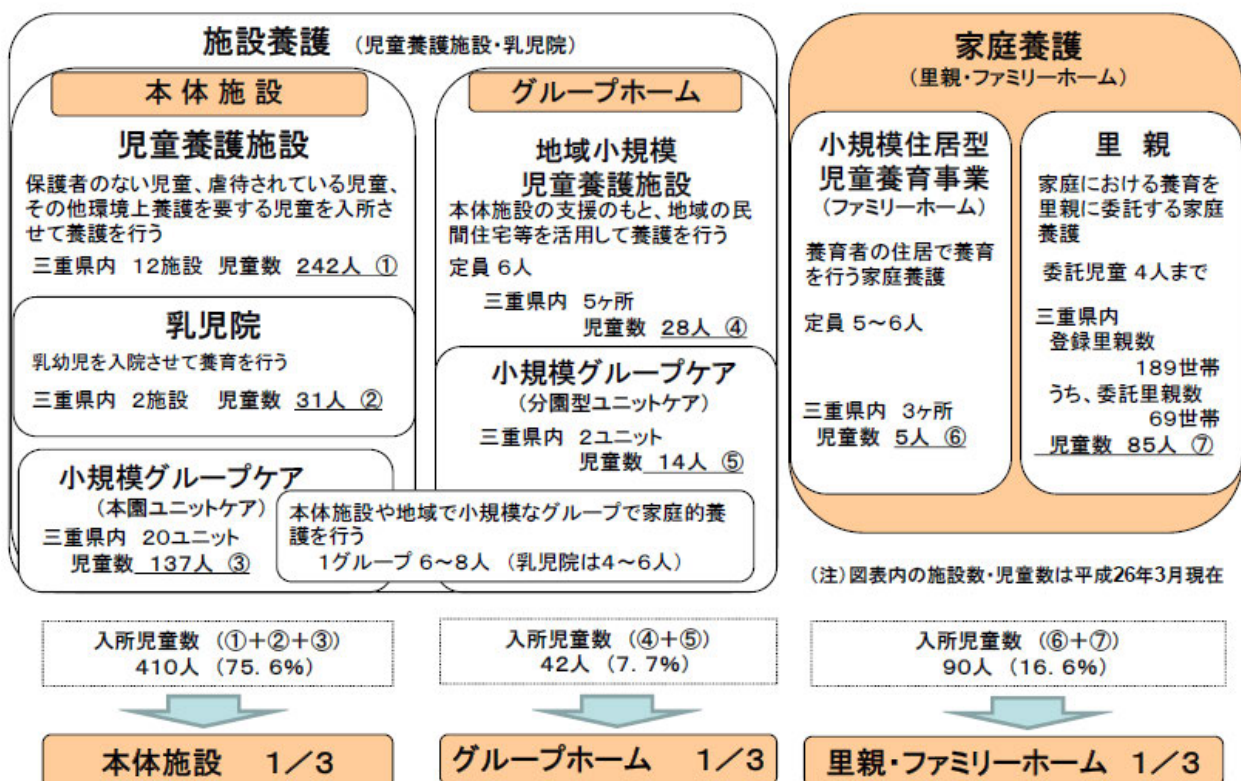 施設養護 (児童養護施設・乳児院)
本体施設
児童養護施設
保護者のない児童、虐待されている児童、
その他環境上養護を要する児童を入所さ
せて養護を行う
三重県内 12施設 児童数 242人 ①
乳児院
乳幼児を入院させて養育を行う
三重県内 2施設 児童数 31人 ②
小規模グループケア
(本園ユニットケア)
三重県内 20ユニット
児童数 137人 ③
グループホーム
地域小規模
児童養護施設
本体施設の支援のもと、地域の民
間住宅等を活用して養護を行う
定員 6人
三重県内 5ヶ所
児童数 28人 ④
小規模グループケア
(分園型ユニットケア)
三重県内 2ユニット
児童数 14人 ⑤
本体施設や地域で小規模なグループで家庭的養
護を行う
1グループ 6～8人 (乳児院は4～6人)
家庭養護
(里親・ファミリーホーム)
小規模住居型
児童養育事業
(ファミリーホーム)
養育者の住居で養育
を行う家庭養護
定員 5～6人
三重県内 3ヶ所
児童数 5人 ⑥
里親
家庭における養育を
里親に委託する家庭
養護
委託児童 4人まで
三重県内
登録里親数
189世帯
うち、委託里親数
69世帯
児童数 85人 ⑦
(注)図表内の施設数・児童数は平成26年3月現在
入所児童数 (①+②+③)
410人 (75.6%)
入所児童数 (④+⑤)
42人 (7.7%)
入所児童数 (⑥+⑦)
90人 (16.6%)
本体施設 1/3
グループホーム 1/3
里親・ファミリーホーム 1/3